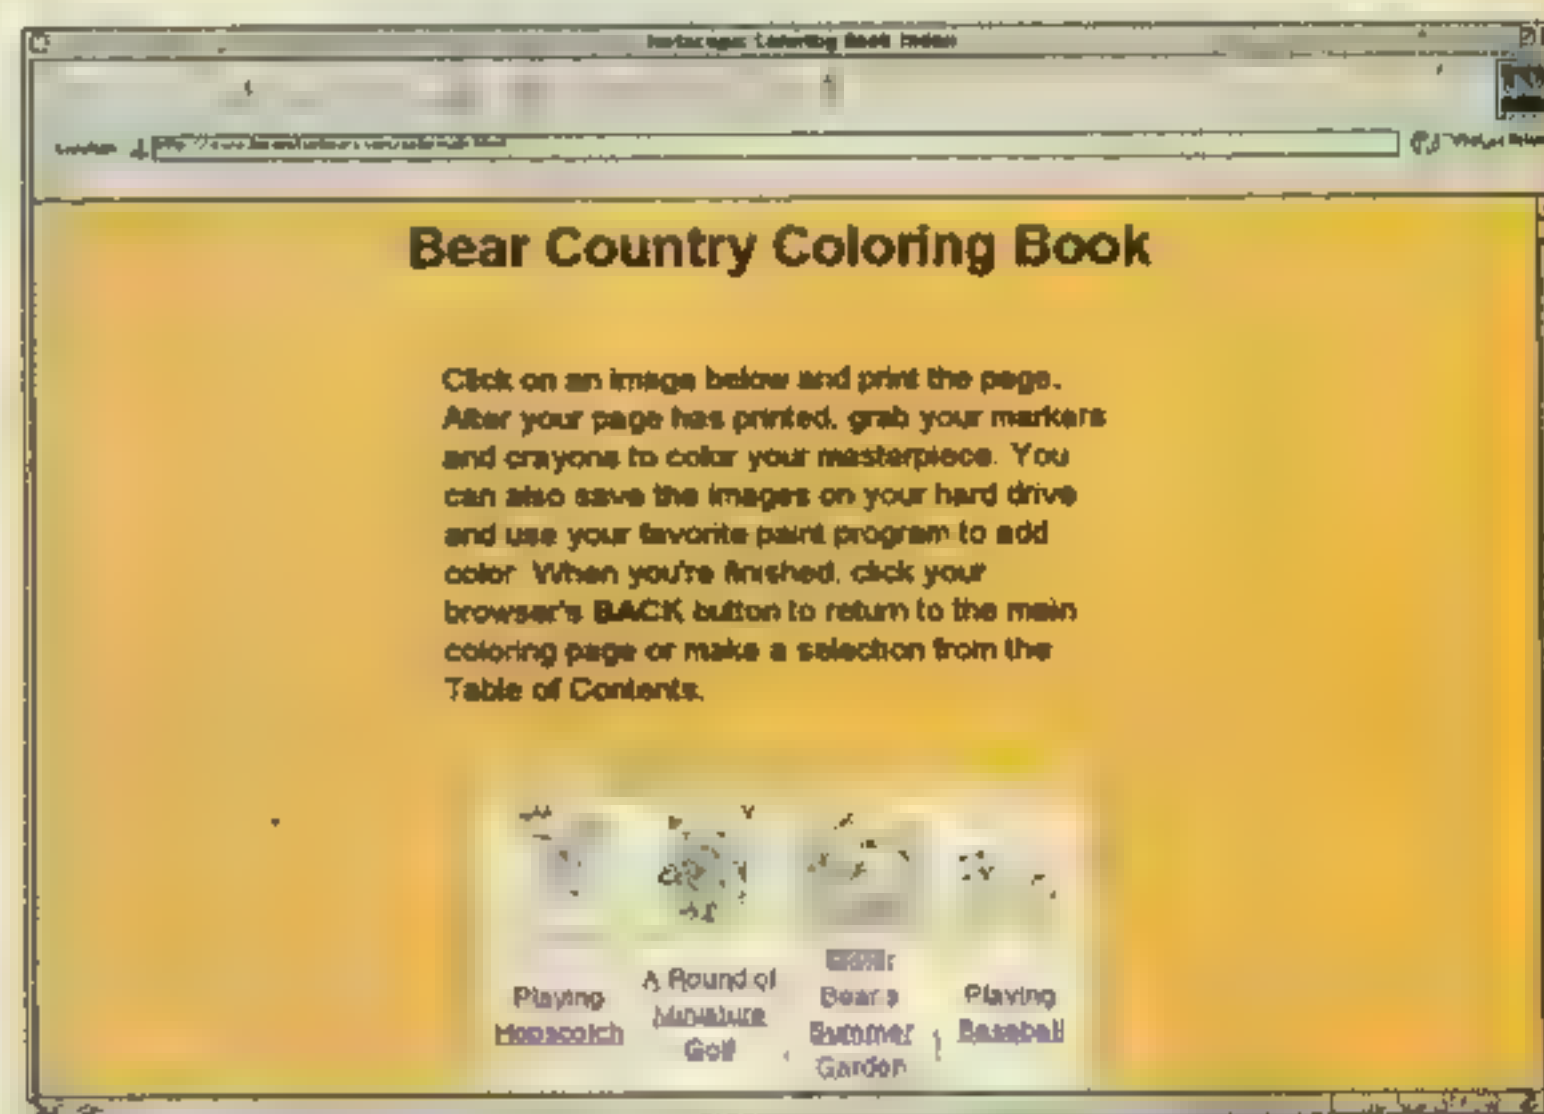 Netscape: Coloring Book Index
Bear Country Coloring Book
Click on an image below and print the page.
After your page has printed, grab your markers
and crayons to color your masterpiece. You
can also save the images on your hard drive
and use your favorite paint program to add
color. When you're finished, click your
browser's BACK button to return to the main
coloring page or make a selection from the
Table of Contents.
Playing
Hopscotch
A Round of
Miniature
Golf
Bear's
Summer
Garden
Playing
Baseball